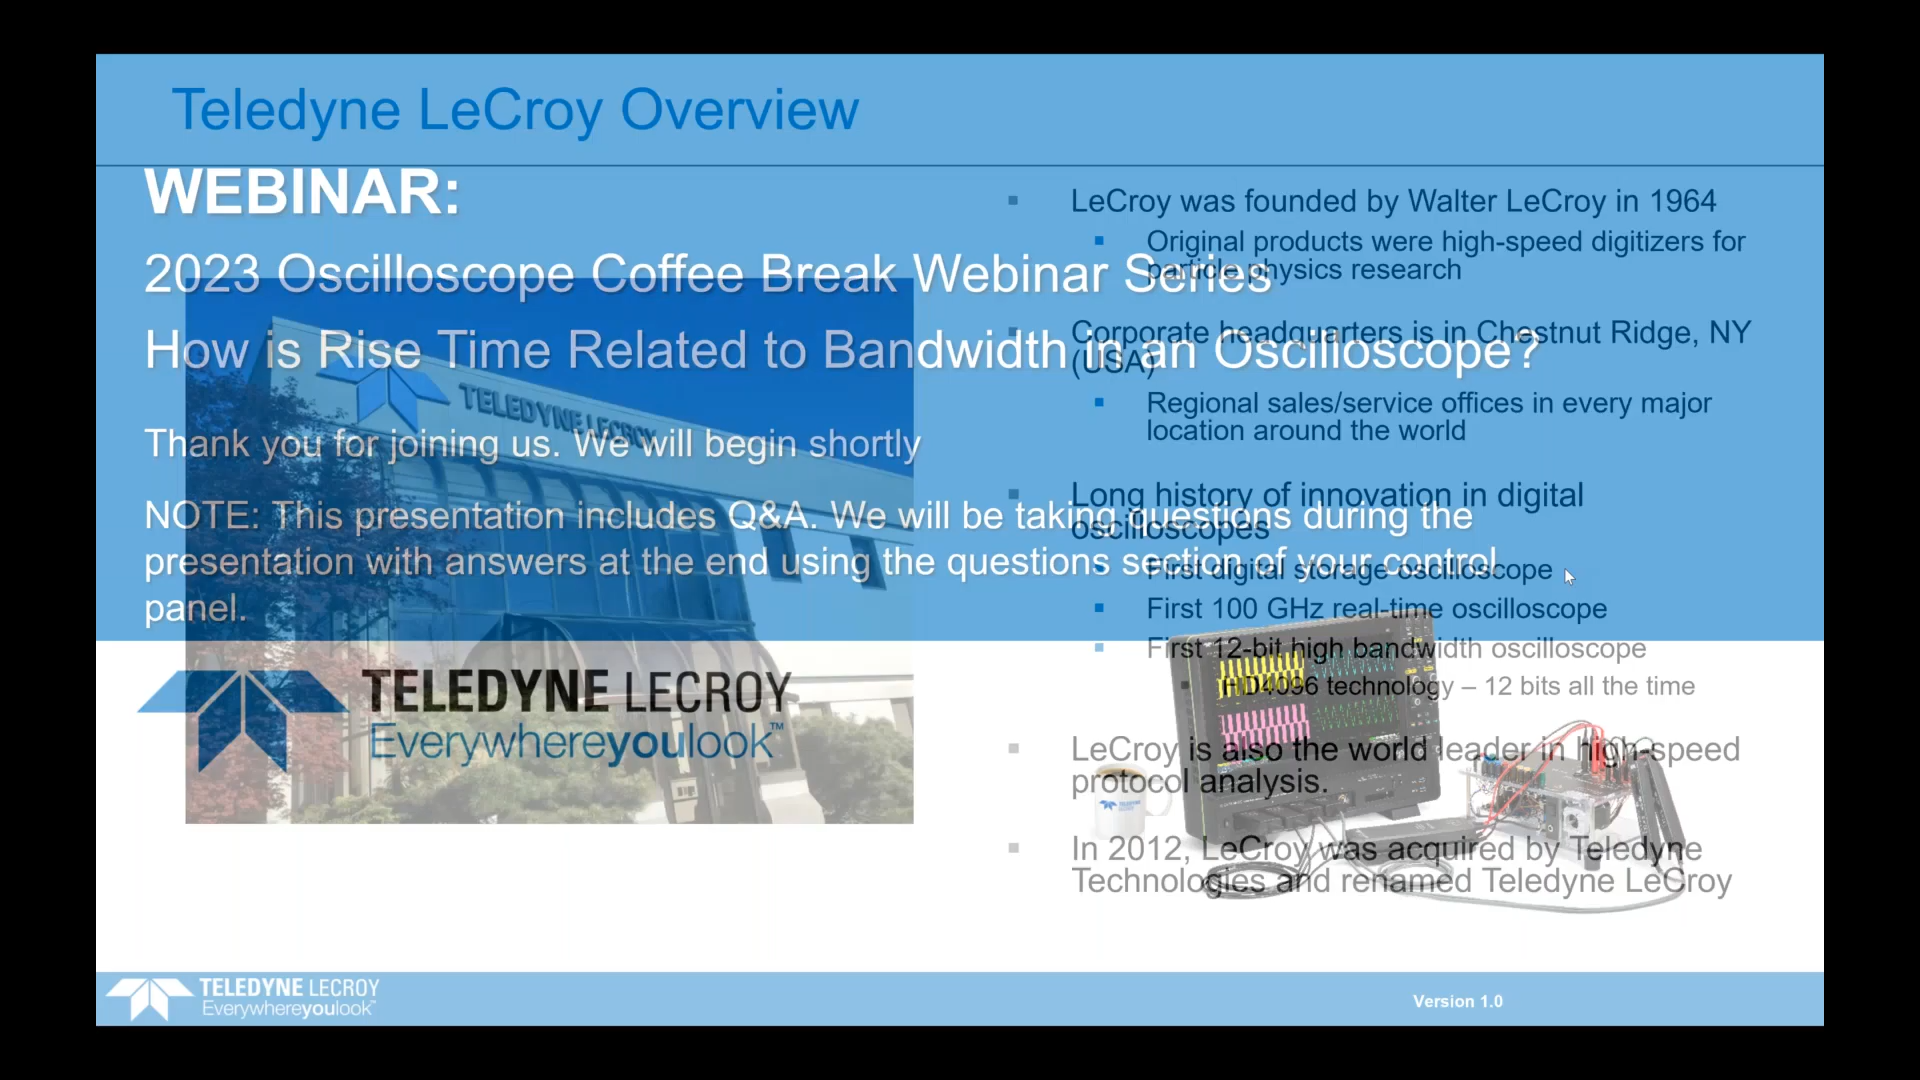 Teledyne LeCroy Overview
WEBINAR:
2023 Oscilloscope Coffee Break Webinar Series
How is Rise Time Related to Bandwidth in an Oscilloscope?
Thank you for joining us. We will begin shortly
NOTE: This presentation includes Q&A. We will be taking questions during the
presentation with answers at the end using the questions section of your control
panel.
TELEDYNE LECROY
TELEDYNE LECROY
Everywhereyoulook™
LeCroy was founded by Walter LeCroy in 1964
Original products were high-speed digitizers for
particle physics research
Corporate headquarters is in Chestnut Ridge, NY
(USA)
Regional sales/service offices in every major
location around the world
Long history of innovation in digital
oscilloscopes
First digital storage oscilloscope
First 100 GHz real-time oscilloscope
First 12-bit high bandwidth oscilloscope
HD4096 technology – 12 bits all the time
LeCroy is also the world leader in high-speed
protocol analysis.
In 2012, LeCroy was acquired by Teledyne
Technologies and renamed Teledyne LeCroy
TELEDYNE LECROY
Everywhereyoulook™
Version 1.0